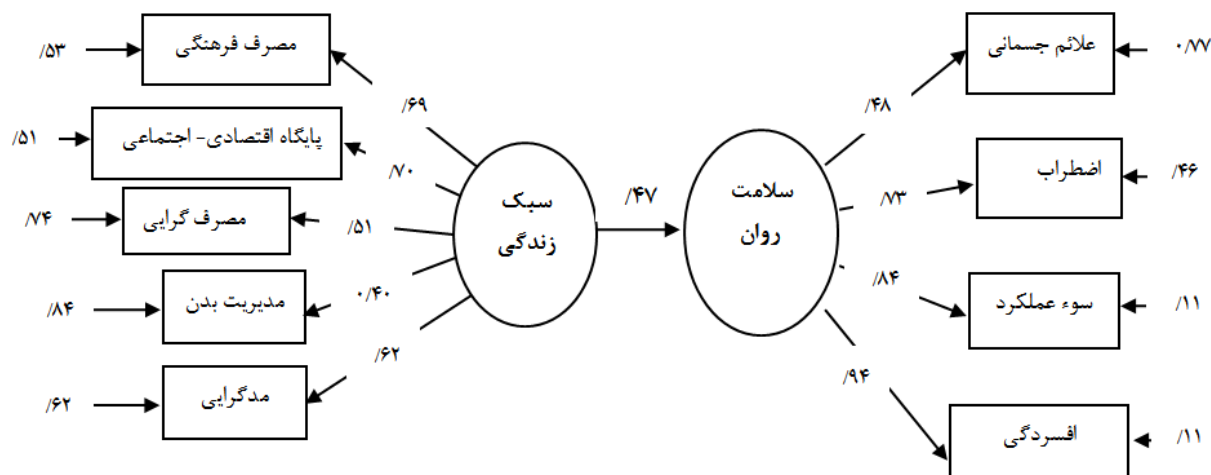 مصرف فرهنگی
/۵۳
/۶۹
پایگاه اقتصادی- اجتماعی
/۵۱
/۷۰
مصرف گرایی
/۷۴
/۵۱
مدیریت بدن
/۸۴
۰/۴۰
مدگرایی
/۶۲
/۶۲
سبک
زندگی
/۴۷
سلامت
روان
علائم جسمانی
۰/۷۷
/۴۸
اضطراب
/۴۶
/۷۳
سوء عملکرد
/۱۱
/۸۴
افسردگی
/۱۱
/۹۴